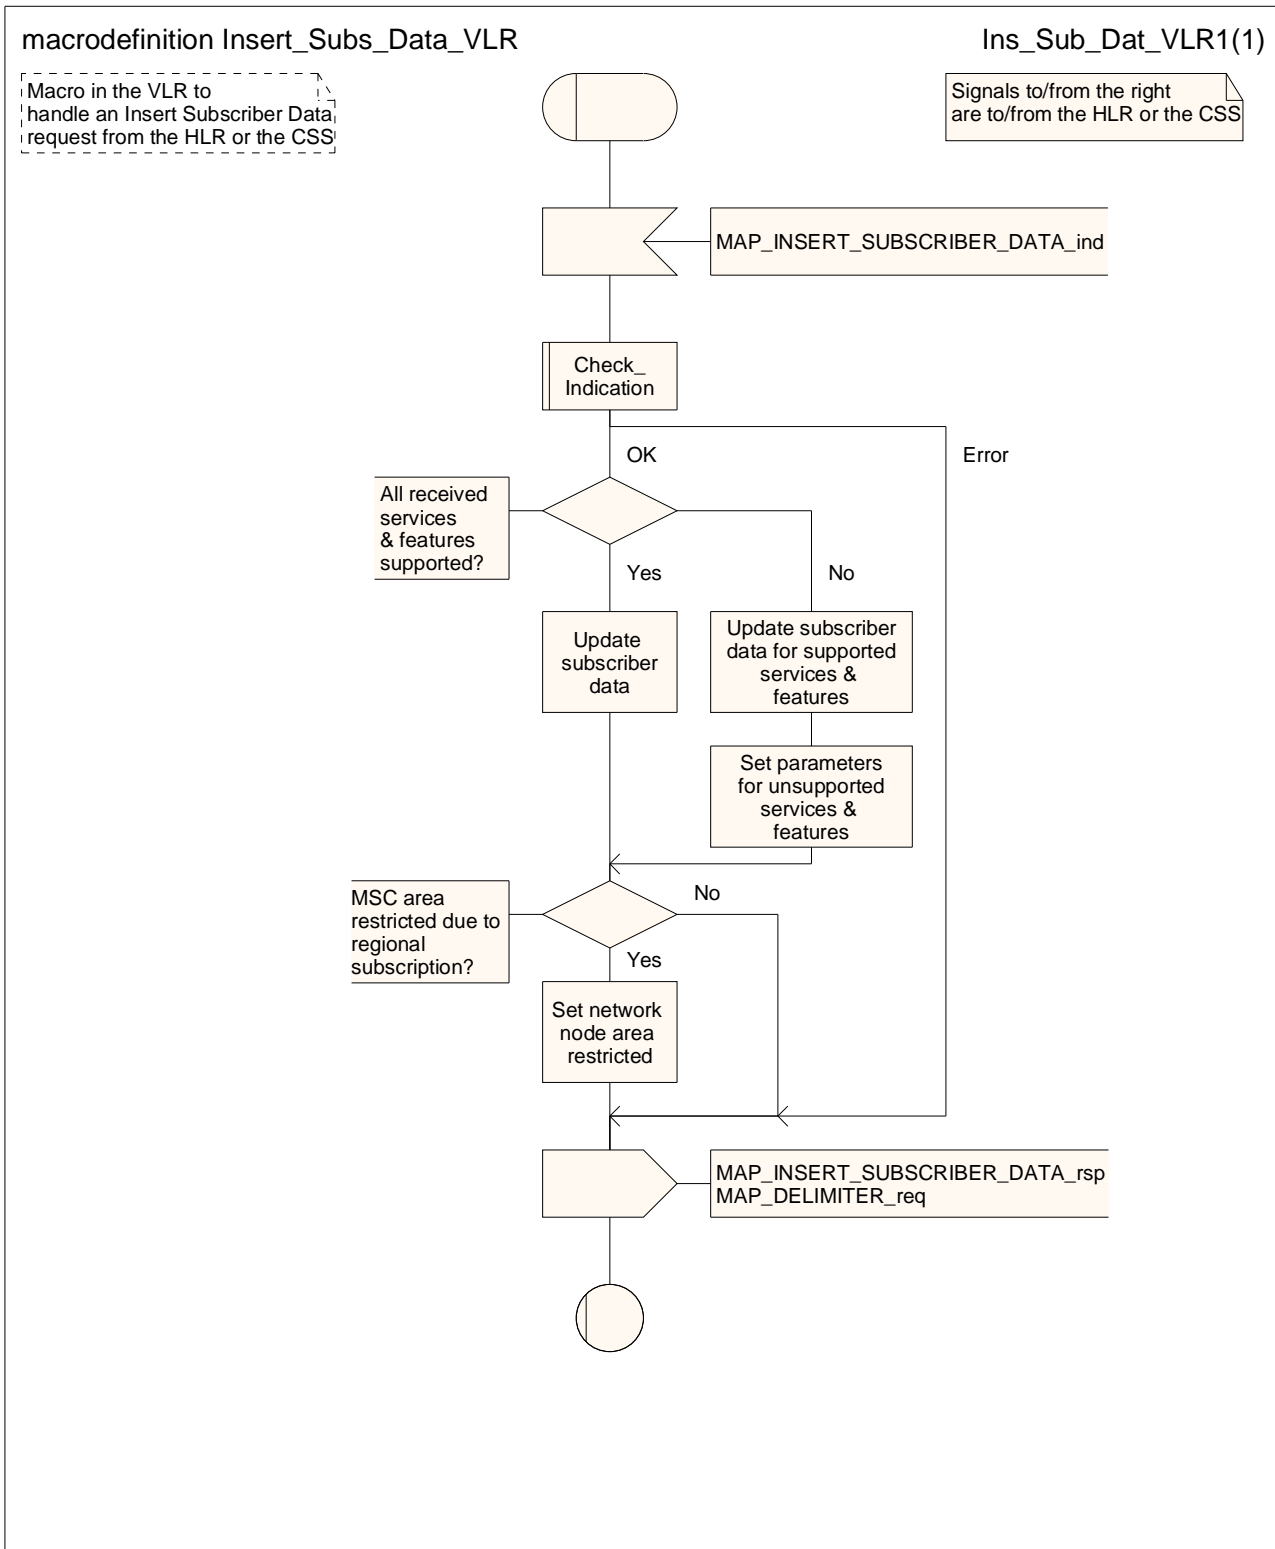 macrodefinition Insert_Subs_Data_VLR
Ins_Sub_Dat_VLR1(1)
Macro in the VLR to
handle an Insert Subscriber Data
request from the HLR or the CSS
Signals to/from the right
are to/from the HLR or the CSS
MAP_INSERT_SUBSCRIBER_DATA_ind
Check_
Indication
OK
Error
All received
services
& features
supported?
Yes
No
Update
subscriber
data
Update subscriber
data for supported
services &
features
Set parameters
for unsupported
services &
features
MSC area
restricted due to
regional
subscription?
No
Yes
Set network
node area
restricted
MAP_INSERT_SUBSCRIBER_DATA_rsp
MAP_DELIMITER_req